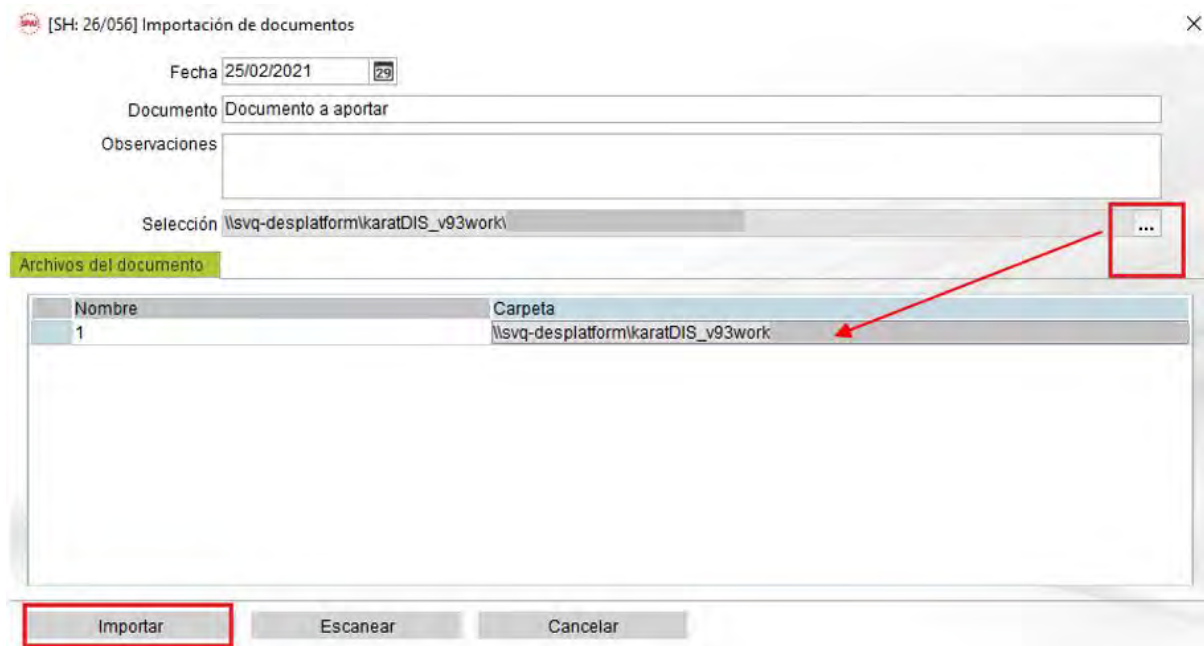 [SH: 26/056] Importación de documentos
Fecha 25/02/2021 29
Documento Documento a aportar
Observaciones
Selección \\svq-desplatform\karatDIS_v93work\ ...
Archivos del documento
Nombre Carpeta
1 \\svq-desplatform\karatDIS_v93work
Importar Escanear Cancelar